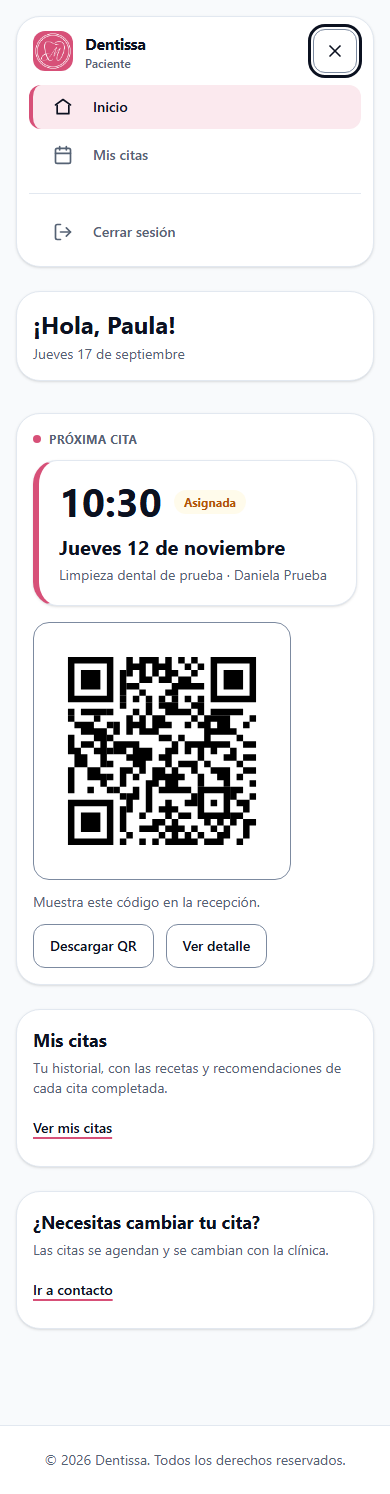 Dentissa
Paciente
Inicio
Mis citas
Cerrar sesión
¡Hola, Paula!
Jueves 17 de septiembre
PRÓXIMA CITA
10:30 Asignada
Jueves 12 de noviembre
Limpieza dental de prueba · Daniela Prueba
Muestra este código en la recepción.
Descargar QR Ver detalle
Mis citas
Tu historial, con las recetas y recomendaciones de
cada cita completada.
Ver mis citas
¿Necesitas cambiar tu cita?
Las citas se agendan y se cambian con la clínica.
Ir a contacto
© 2026 Dentissa. Todos los derechos reservados.